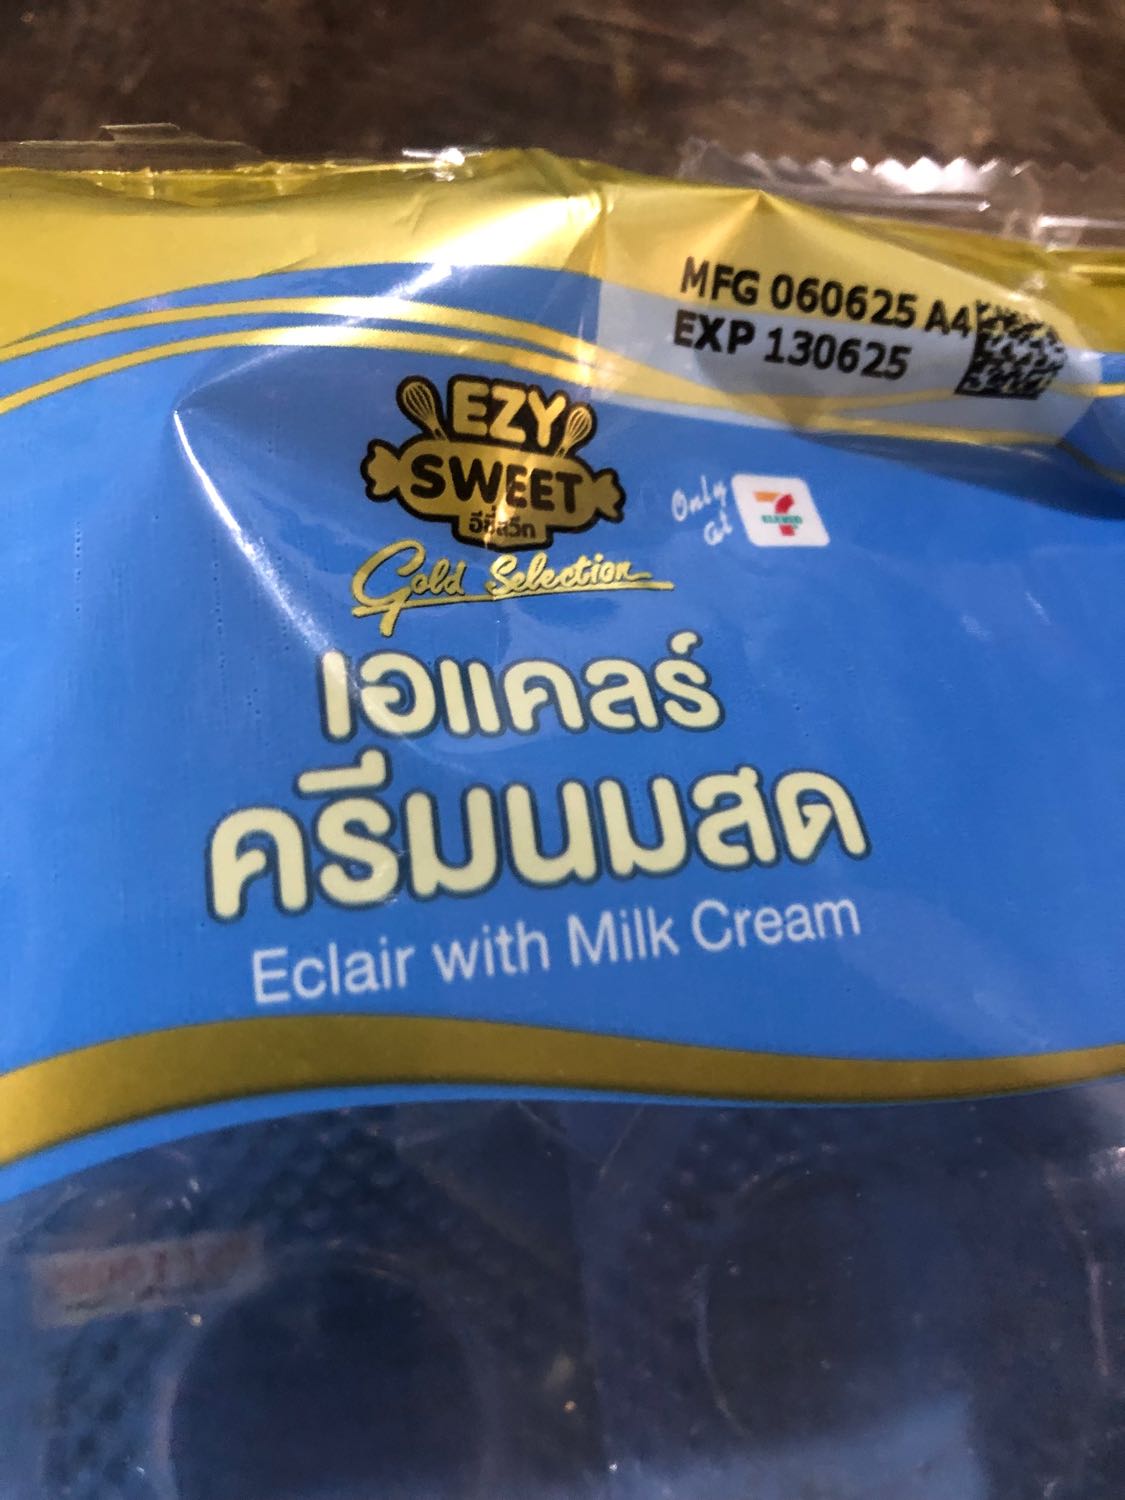 MFG 060625 A4
EXP 130625
EZY
SWEET
อีซี่สวีท
Only
at
7
ELEVEn
Gold Selection
เอแคลร์
ครีมนมสด
Eclair with Milk Cream